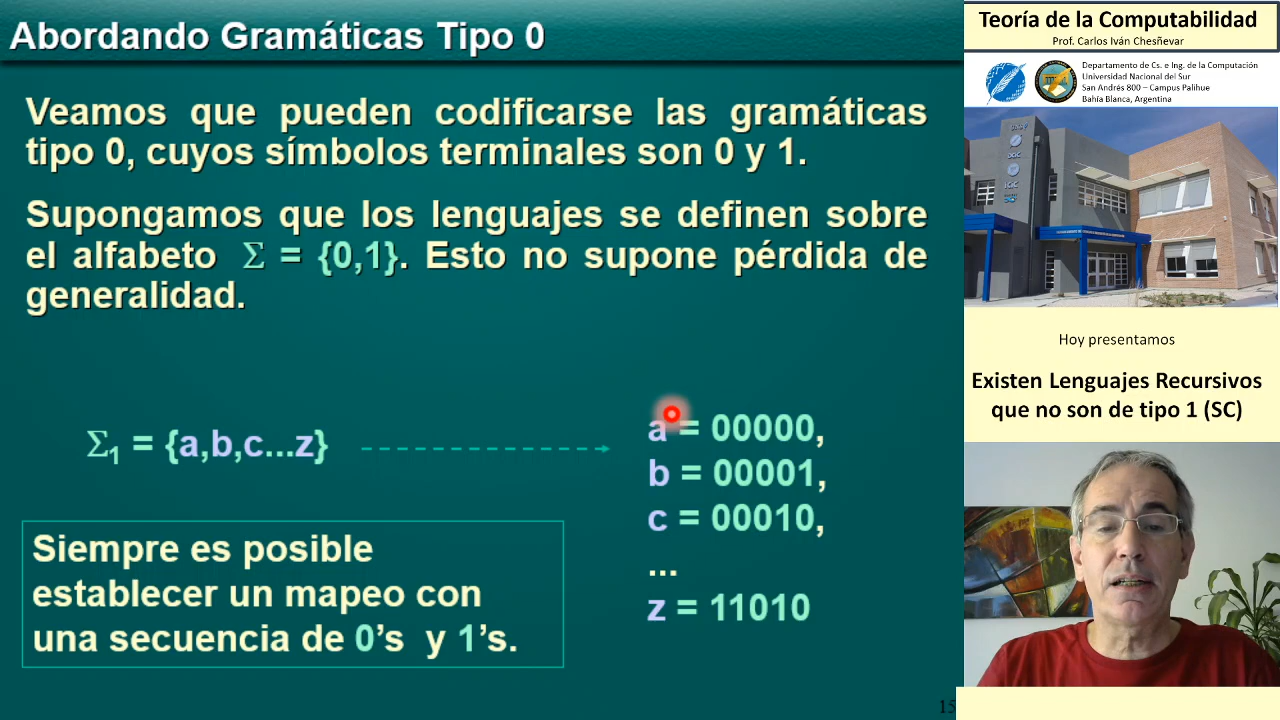 Abordando Gramáticas Tipo 0
Veamos que pueden codificarse las gramáticas
tipo 0, cuyos símbolos terminales son 0 y 1.
Supongamos que los lenguajes se definen sobre
el alfabeto Σ = {0,1}. Esto no supone pérdida de
generalidad.
Σ1 = {a,b,c...z}
a = 00000,
b = 00001,
c = 00010,
...
z = 11010
Siempre es posible
establecer un mapeo con
una secuencia de 0’s y 1’s.
15
Teoría de la Computabilidad
Prof. Carlos Iván Chesñevar
Departamento de Cs. e Ing. de la Computación
Universidad Nacional del Sur
San Andrés 800 – Campus Palihue
Bahía Blanca, Argentina
Hoy presentamos
Existen Lenguajes Recursivos
que no son de tipo 1 (SC)